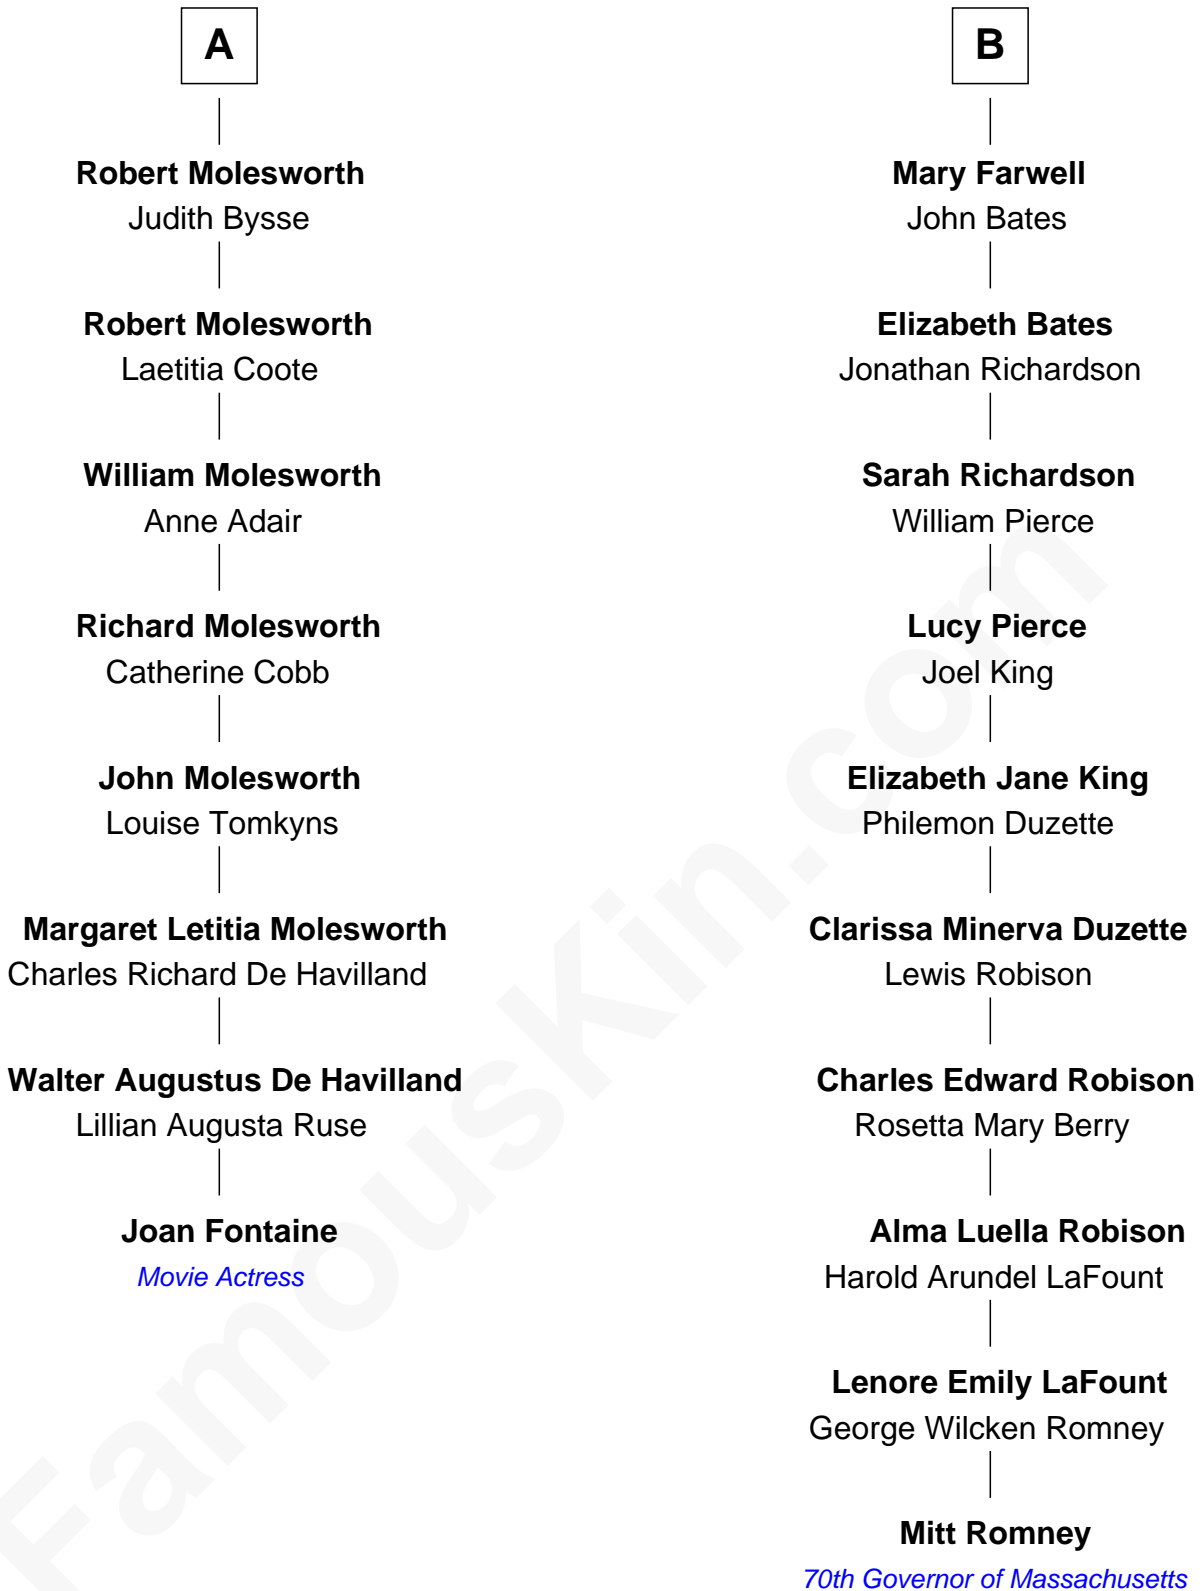 A
Robert Molesworth
Judith Bysse
Robert Molesworth
Laetitia Coote
William Molesworth
Anne Adair
Richard Molesworth
Catherine Cobb
John Molesworth
Louise Tomkyns
Margaret Letitia Molesworth
Charles Richard De Havilland
Walter Augustus De Havilland
Lillian Augusta Ruse
Joan Fontaine
Movie Actress
B
Mary Farwell
John Bates
Elizabeth Bates
Jonathan Richardson
Sarah Richardson
William Pierce
Lucy Pierce
Joel King
Elizabeth Jane King
Philemon Duzette
Clarissa Minerva Duzette
Lewis Robison
Charles Edward Robison
Rosetta Mary Berry
Alma Luella Robison
Harold Arundel LaFount
Lenore Emily LaFount
George Wilcken Romney
Mitt Romney
70th Governor of Massachusetts
FamousKin.com